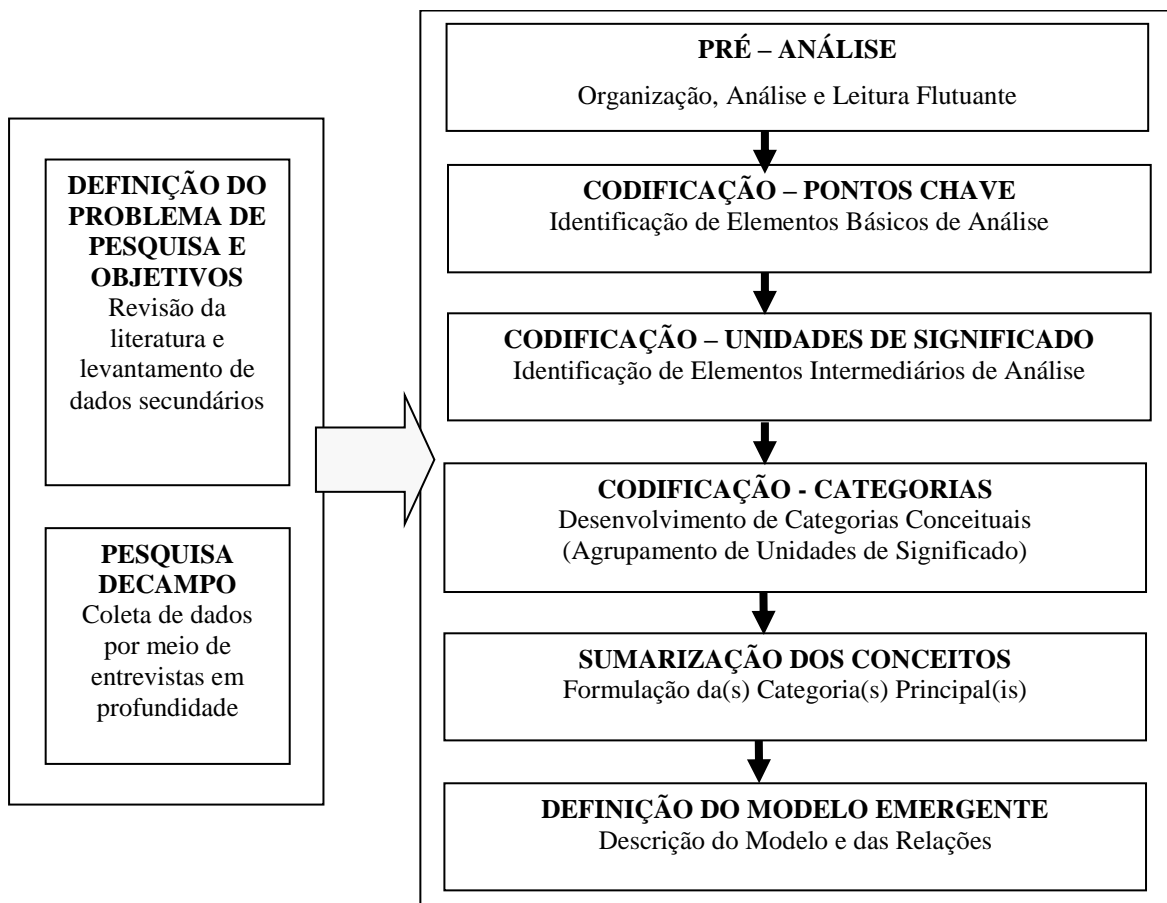 DEFINIÇÃO DO
PROBLEMA DE
PESQUISA E
OBJETIVOS
Revisão da
literatura e
levantamento de
dados secundários
PESQUISA
DECAMPO
Coleta de dados
por meio de
entrevistas em
profundidade
PRÉ – ANÁLISE
Organização, Análise e Leitura Flutuante
CODIFICAÇÃO – PONTOS CHAVE
Identificação de Elementos Básicos de Análise
CODIFICAÇÃO – UNIDADES DE SIGNIFICADO
Identificação de Elementos Intermediários de Análise
CODIFICAÇÃO - CATEGORIAS
Desenvolvimento de Categorias Conceituais
(Agrupamento de Unidades de Significado)
SUMARIZAÇÃO DOS CONCEITOS
Formulação da(s) Categoria(s) Principal(is)
DEFINIÇÃO DO MODELO EMERGENTE
Descrição do Modelo e das Relações